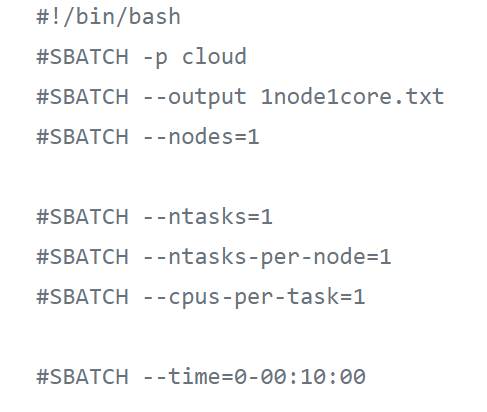 #!/bin/bash
#SBATCH -p cloud
#SBATCH --output 1node1core.txt
#SBATCH --nodes=1
#SBATCH --ntasks=1
#SBATCH --ntasks-per-node=1
#SBATCH --cpus-per-task=1
#SBATCH --time=0-00:10:00